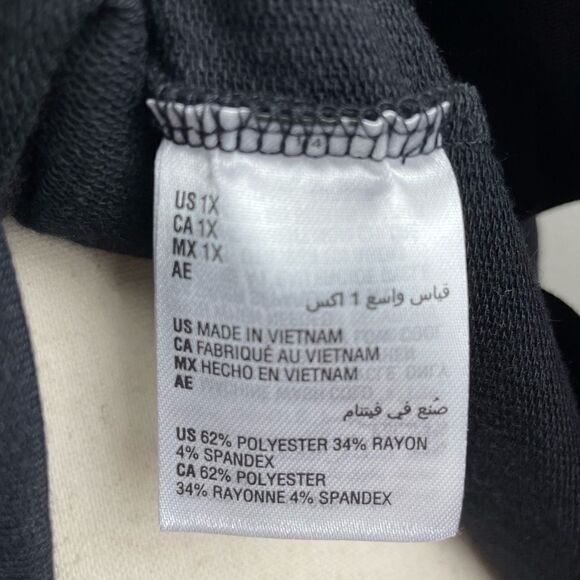 US 1X
CA 1X
MX 1X
AE
قياس واسع 1 اكس
US MADE IN VIETNAM
CA FABRIQUÉ AU VIETNAM
MX HECHO EN VIETNAM
AE
صُنع في فيتنام
US 62% POLYESTER 34% RAYON
4% SPANDEX
CA 62% POLYESTER
34% RAYONNE 4% SPANDEX